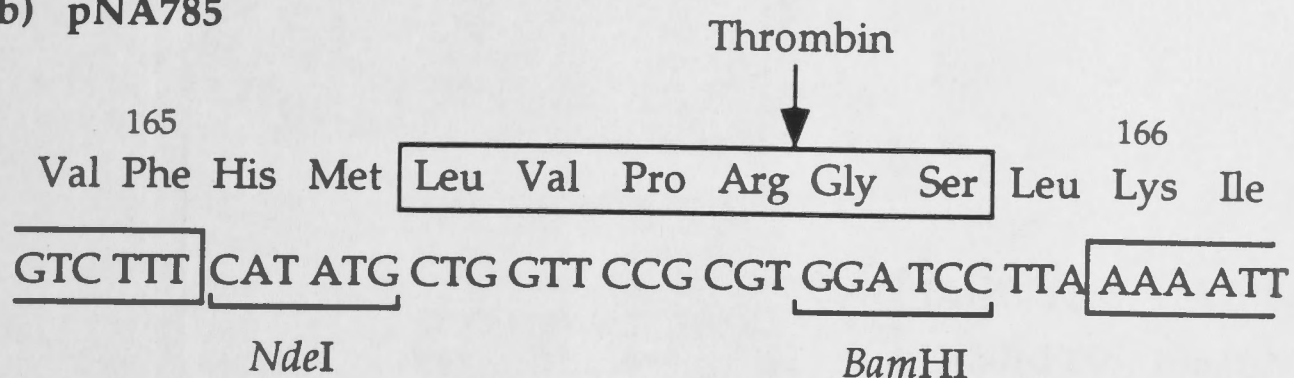 b) pNA785
Thrombin
165 166
Val Phe His Met Leu Val Pro Arg Gly Ser Leu Lys Ile
GTC TTT CAT ATG CTG GTT CCG CGT GGA TCC TTA AAA ATT
NdeI BamHI